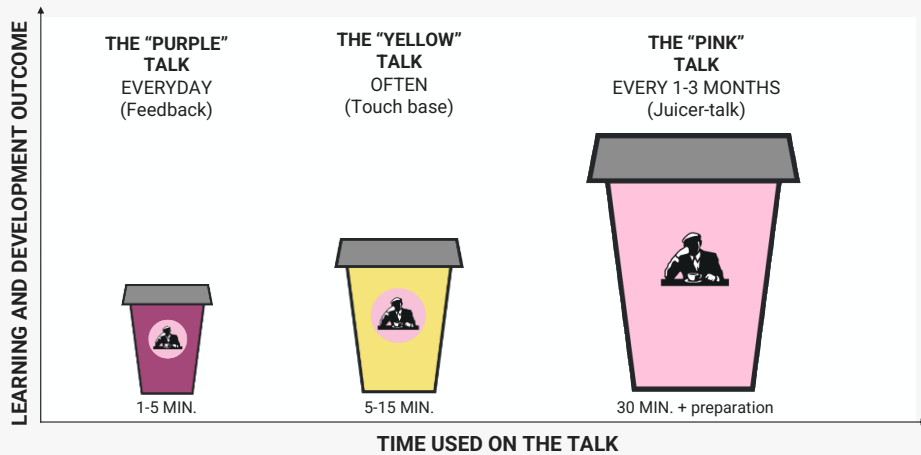 LEARNING AND DEVELOPMENT OUTCOME
THE “PURPLE”
TALK
EVERYDAY
(Feedback)
THE “YELLOW”
TALK
OFTEN
(Touch base)
THE “PINK”
TALK
EVERY 1-3 MONTHS
(Juicer-talk)
1-5 MIN.
5-15 MIN.
30 MIN. + preparation
TIME USED ON THE TALK